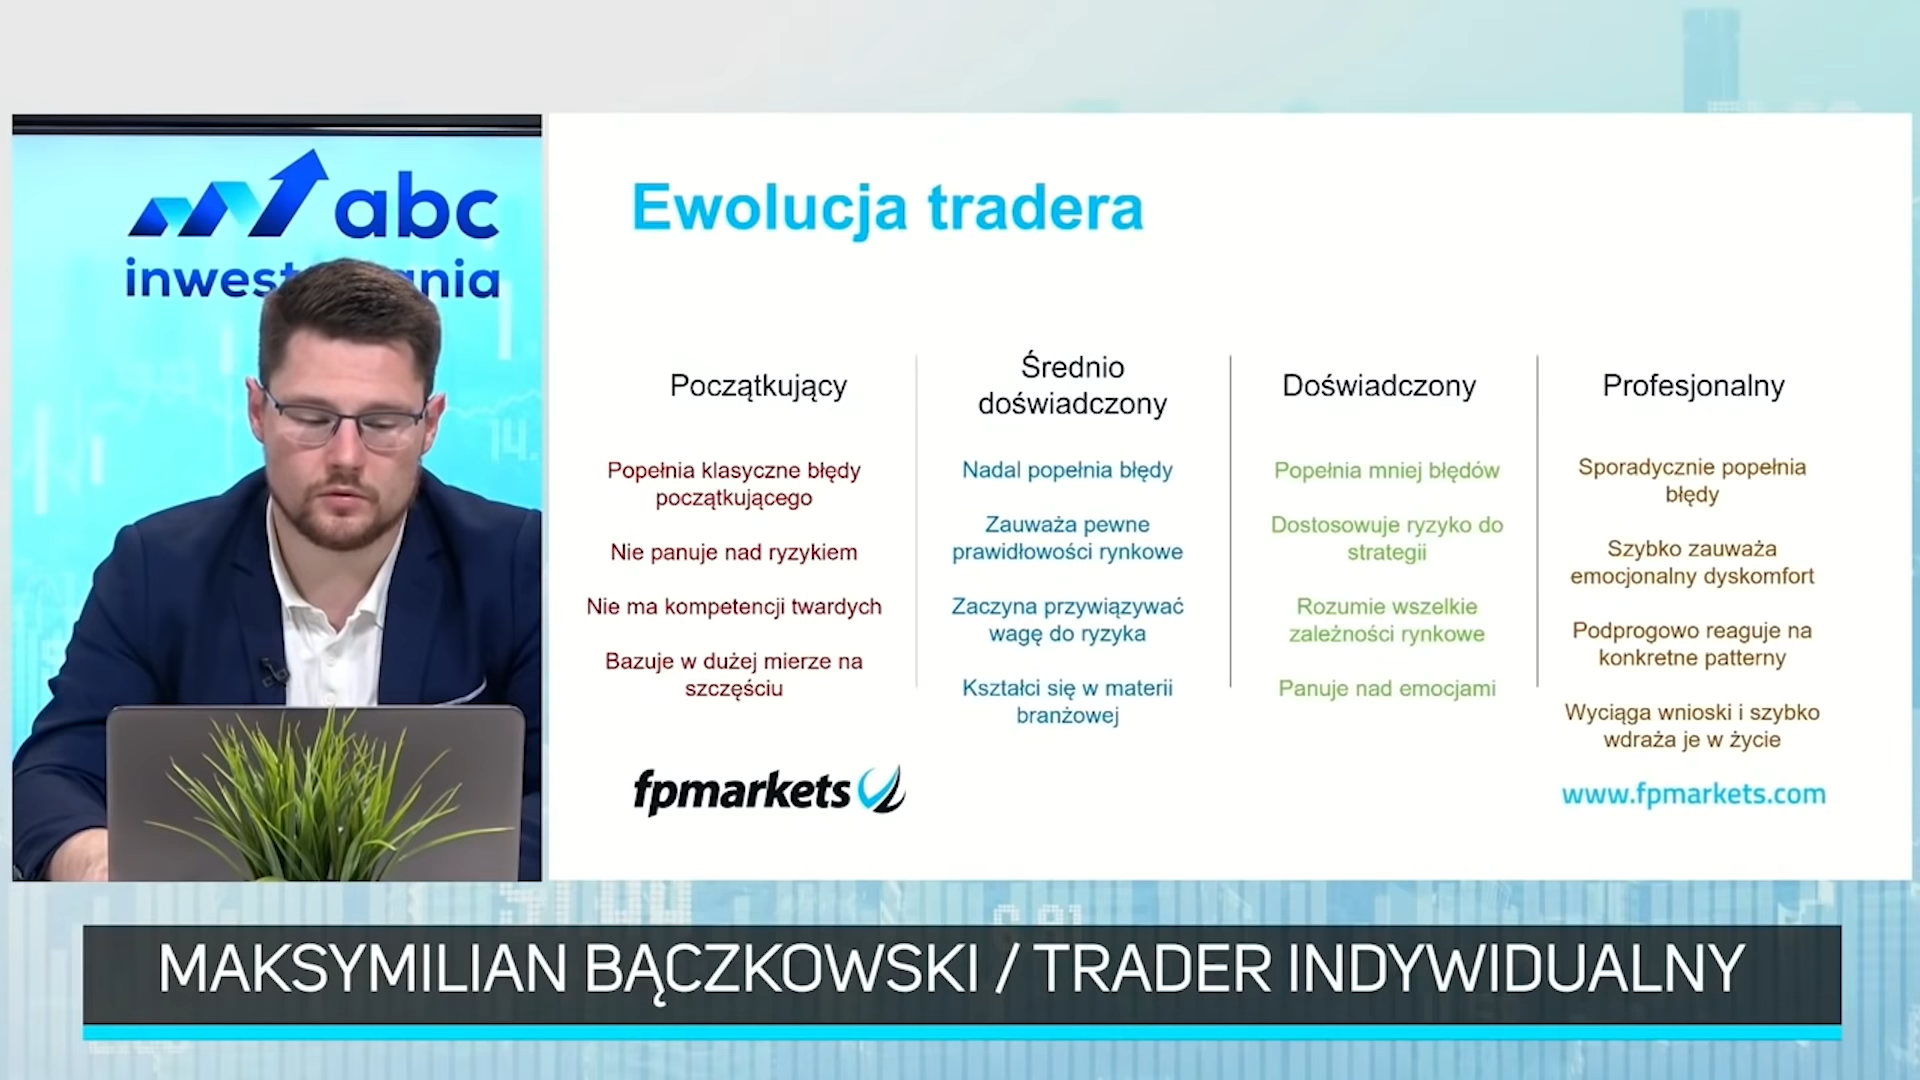 abc
inwest nia
Ewolucja tradera
Początkujący
Popełnia klasyczne błędy
początkującego
Nie panuje nad ryzykiem
Nie ma kompetencji twardych
Bazuje w dużej mierze na
szczęściu
Średnio
doświadczony
Nadal popełnia błędy
Zauważa pewne
prawidłowości rynkowe
Zaczyna przywiązywać
wagę do ryzyka
Kształci się w materii
branżowej
Doświadczony
Popełnia mniej błędów
Dostosowuje ryzyko do
strategii
Rozumie wszelkie
zależności rynkowe
Panuje nad emocjami
Profesjonalny
Sporadycznie popełnia
błędy
Szybko zauważa
emocjonalny dyskomfort
Podprogowo reaguje na
konkretne patterny
Wyciąga wnioski i szybko
wdraża je w życie
fpmarkets
www.fpmarkets.com
MAKSYMILIAN BĄCZKOWSKI / TRADER INDYWIDUALNY